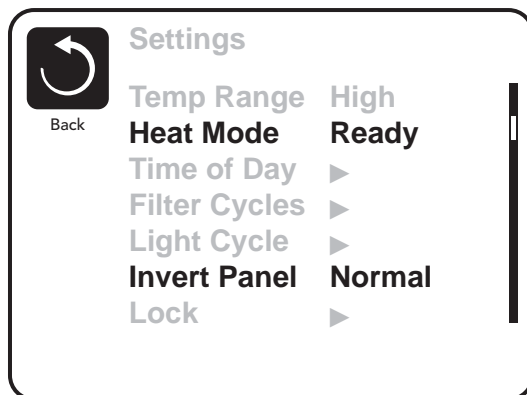 Settings
Back
Temp Range High
Heat Mode Ready
Time of Day ▶
Filter Cycles ▶
Light Cycle ▶
Invert Panel Normal
Lock ▶